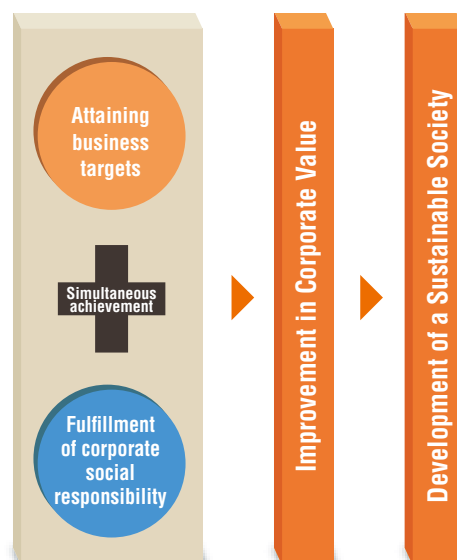 Attaining
business
targets
Simultaneous
achievement
Fulfillment
of corporate
social
responsibility
Improvement in Corporate Value
Development of a Sustainable Society